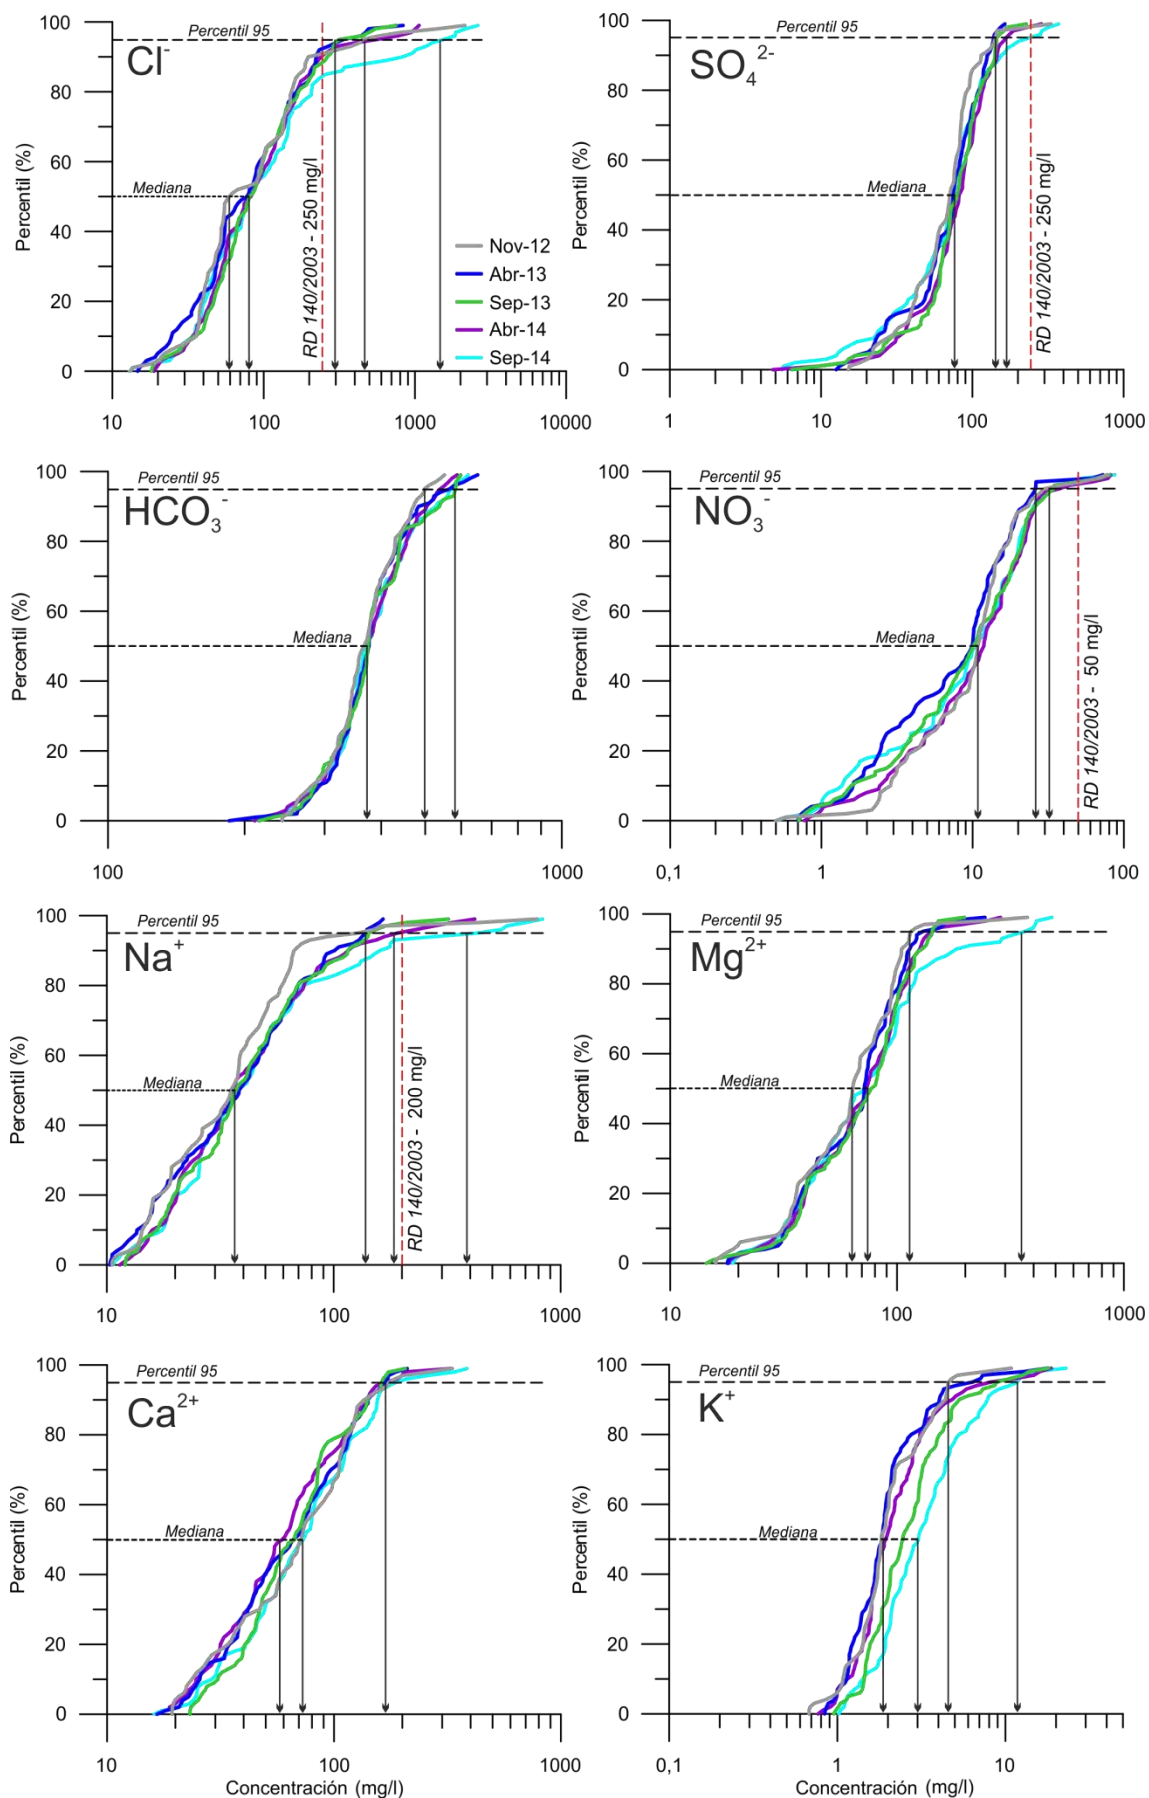 Percentil 95
Cl-
Mediana
RD 140/2003 - 250 mg/l
Nov-12
Abr-13
Sep-13
Abr-14
Sep-14
Percentil (%)
100
80
60
40
20
0
10
100
1000
10000
Percentil 95
SO4 2-
Mediana
RD 140/2003 - 250 mg/l
Percentil (%)
100
80
60
40
20
0
1
10
100
1000
Percentil 95
HCO3-
Mediana
Percentil (%)
100
80
60
40
20
0
100
1000
Percentil 95
NO3-
Mediana
RD 140/2003 - 50 mg/l
Percentil (%)
100
80
60
40
20
0
0,1
1
10
100
Percentil 95
Na+
Mediana
RD 140/2003 - 200 mg/l
Percentil (%)
100
80
60
40
20
0
10
100
1000
Percentil 95
Mg2+
Mediana
Percentil (%)
100
80
60
40
20
0
10
100
1000
Percentil 95
Ca2+
Mediana
Percentil (%)
100
80
60
40
20
0
10
100
1000
Concentración (mg/l)
Percentil 95
K+
Mediana
Percentil (%)
100
80
60
40
20
0
0,1
1
10
Concentración (mg/l)